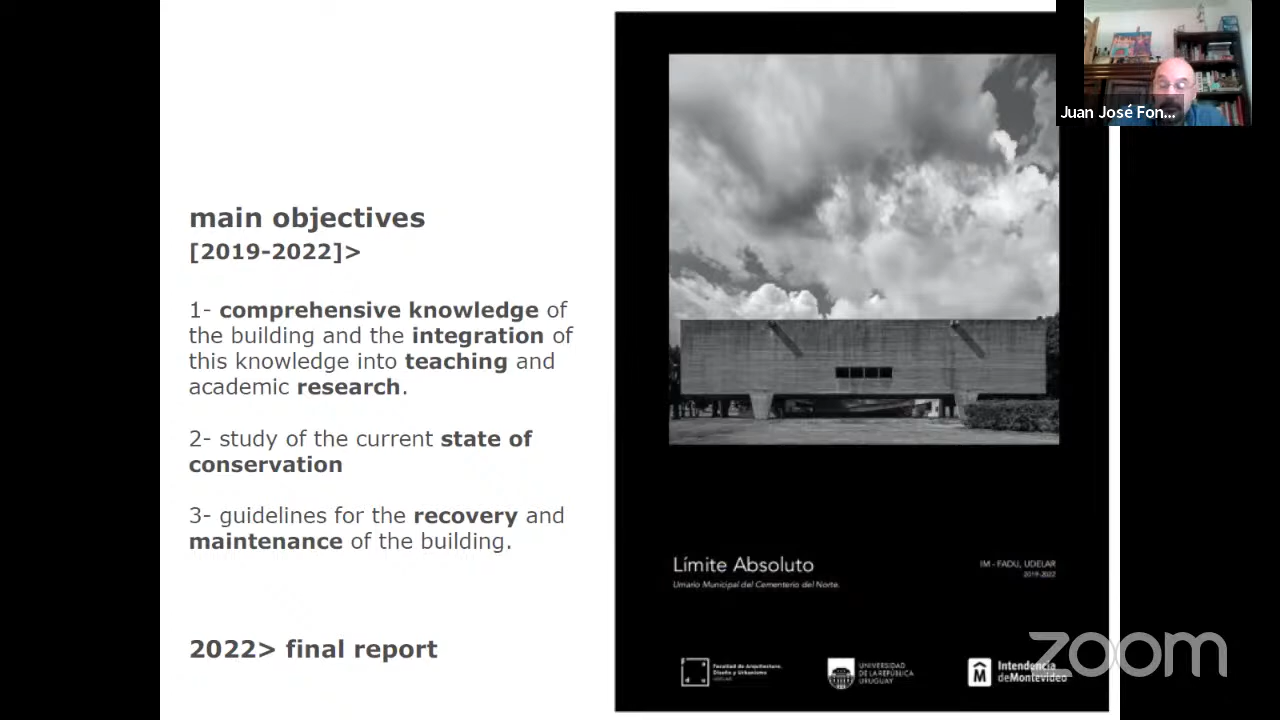 main objectives
[2019-2022]>
1- comprehensive knowledge of
the building and the integration of
this knowledge into teaching and
academic research.
2- study of the current state of
conservation
3- guidelines for the recovery and
maintenance of the building.
2022> final report
Juan José Fon...
Límite Absoluto
Urnario Municipal del Cementerio del Norte.
IM - FADU, UDELAR
2019-2022
Facultad de Arquitectura,
Diseño y Urbanismo
UNIVERSIDAD
DE LA REPÚBLICA
URUGUAY
Intendencia
deMontevideo
zoom